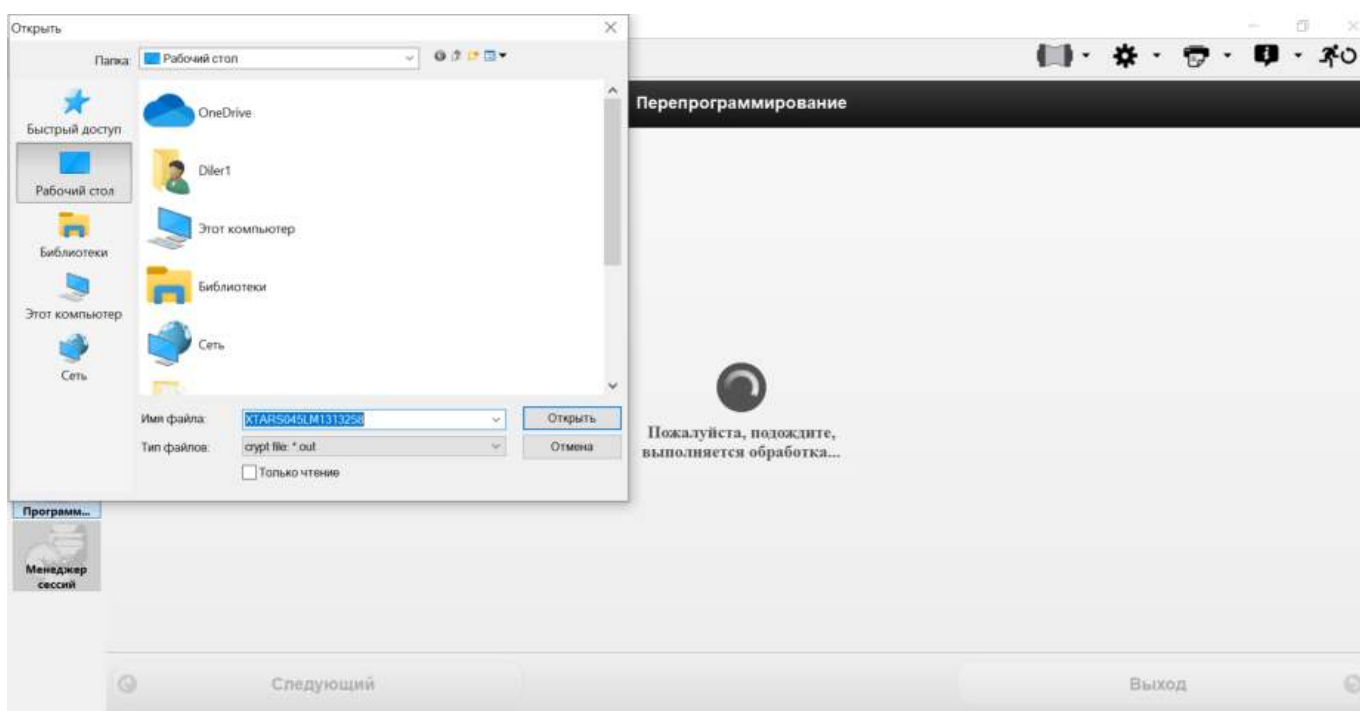 Открыть
Папка:
Рабочий стол
Быстрый доступ
Рабочий стол
Библиотеки
Этот компьютер
Сеть
OneDrive
Diler1
Этот компьютер
Библиотеки
Сеть
Имя файла:
XTARS045LM1313258
Открыть
Тип файлов:
crypt file: *.out
Отмена
Только чтение
Перепрограммирование
Пожалуйста, подождите,
выполняется обработка...
Программ...
Менеджер
сессий
Следующий
Выход